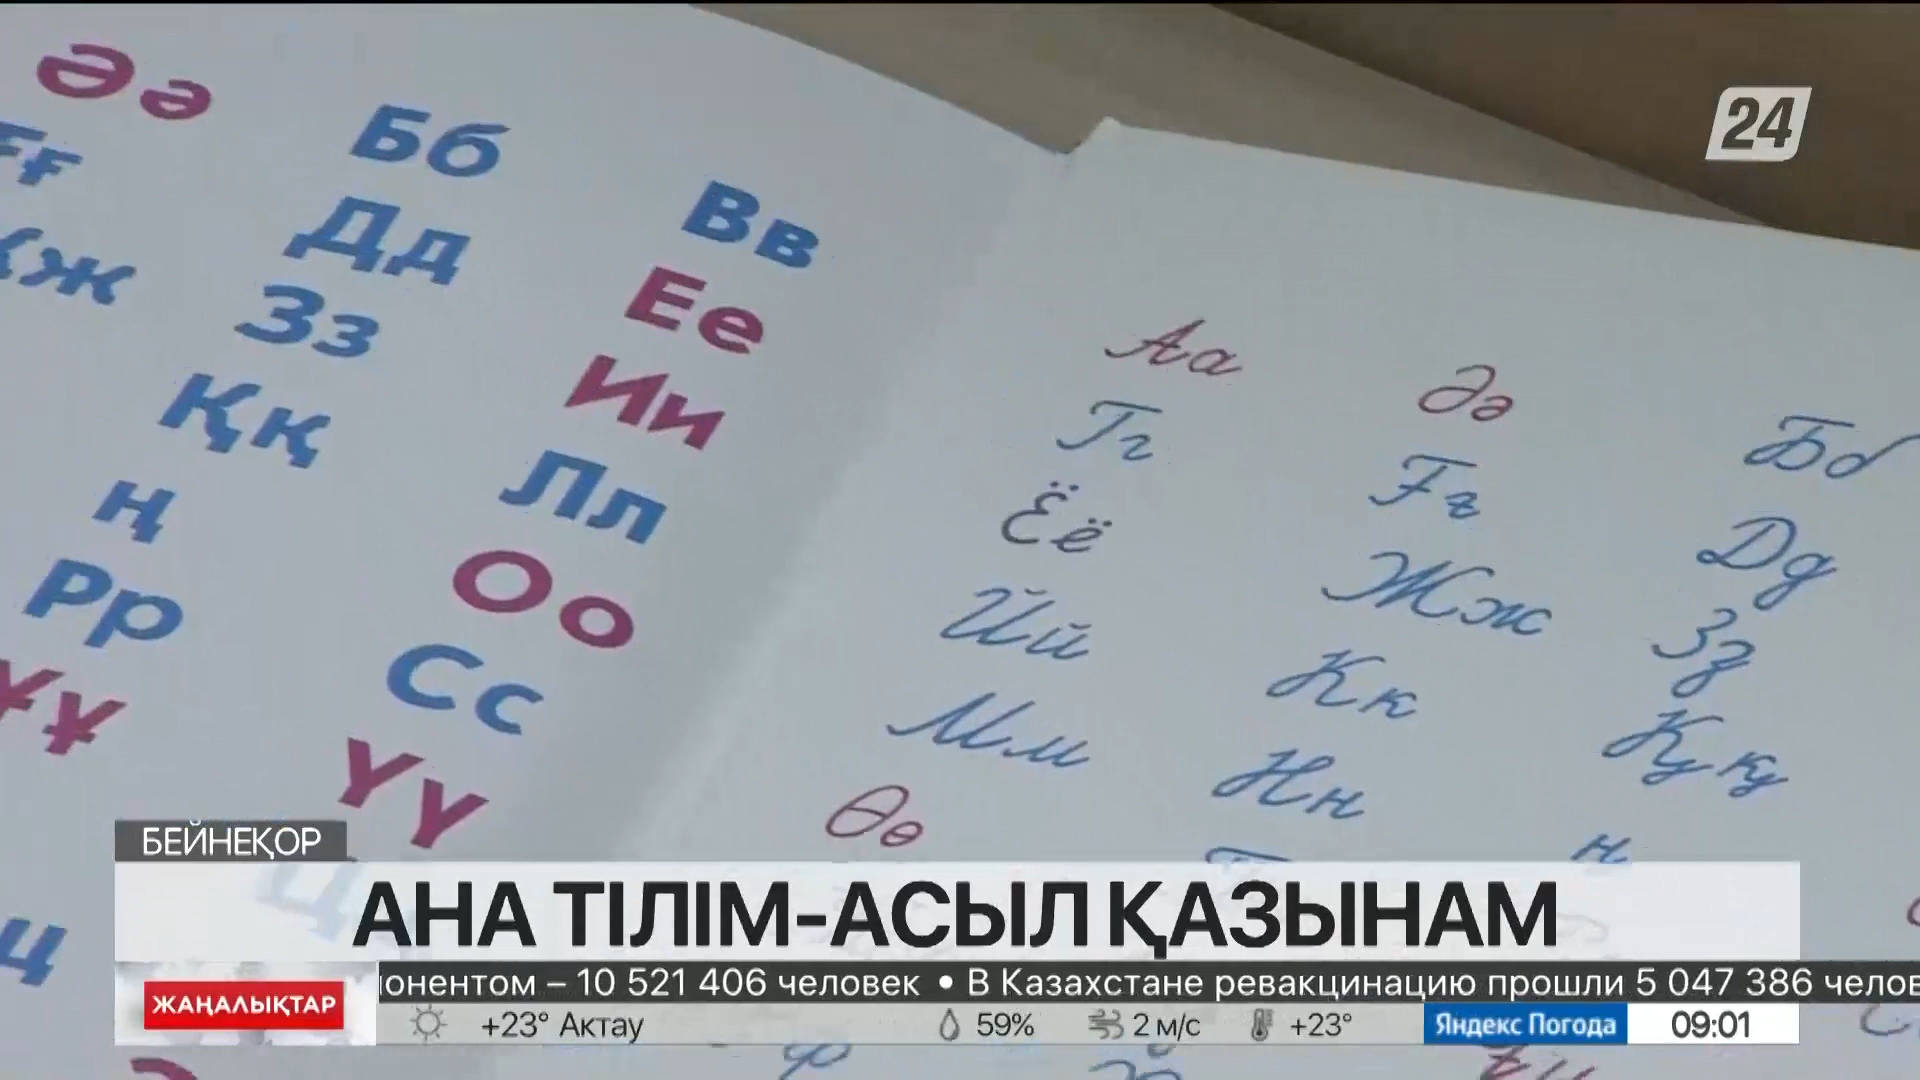 24
Әә Бб Вв
Ғғ Дд Ее
Жж Зз Ии
Ққ Лл
ң Оо
Рр Сс
Ұұ Үү
ц
Аа Әә Бб
Гг Ғғ Дд
Ёё Жж Зз
Йй Кк Ққ
Мм Нн ң
Өө
БЕЙНЕҚОР
АНА ТІЛІМ-АСЫЛ ҚАЗЫНАМ
– 10 521 406 человек • В Казахстане ревакцинацию прошли 5 047 386
ЖАҢАЛЫҚТАР
+23° Актау 59% 2 м/с +23° Яндекс Погода 09:01